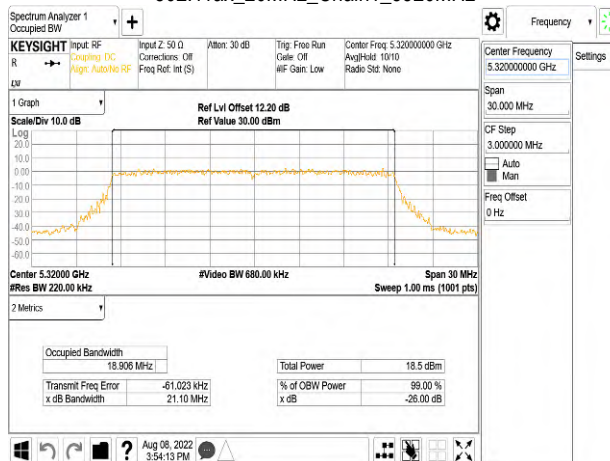 Spectrum Analyzer 1
Occupied BW
Frequency
Settings
KEYSIGHT
R
Input: RF
Coupling: DC
Align: Auto/No RF
Input Z: 50 Ω
Corrections: Off
Freq Ref: Int (S)
Atten: 30 dB
Trig: Free Run
Gate: Off
#IF Gain: Low
Center Freq: 5.320000000 GHz
Avg|Hold: 10/10
Radio Std: None
Center Frequency
5.320000000 GHz
Span
30.000 MHz
CF Step
3.000000 MHz
Auto
Man
Freq Offset
0 Hz
1 Graph
Scale/Div 10.0 dB
Ref Lvl Offset 12.20 dB
Ref Value 30.00 dBm
Log
20.0
10.0
0.00
-10.0
-20.0
-30.0
-40.0
-50.0
-60.0
Center 5.32000 GHz
#Res BW 220.00 kHz
#Video BW 680.00 kHz
Span 30 MHz
Sweep 1.00 ms (1001 pts)
2 Metrics
Occupied Bandwidth
18.906 MHz
Transmit Freq Error -61.023 kHz
x dB Bandwidth 21.10 MHz
Total Power 18.5 dBm
% of OBW Power 99.00 %
x dB -26.00 dB
Aug 08, 2022
3:54:13 PM